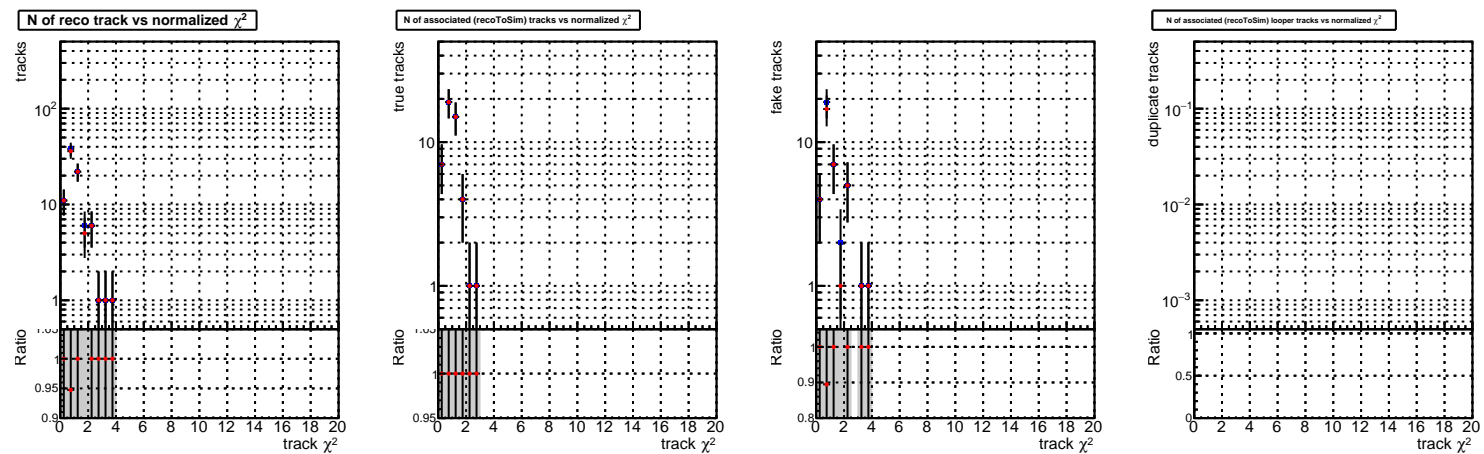 N of reco track vs normalized χ²
tracks
10²
10
1
Ratio
1.05
1
0.95
0.9
0 2 4 6 8 10 12 14 16 18 20
track χ²
N of associated (recoToSim) tracks vs normalized χ²
true tracks
10
1
Ratio
1.05
1
0.95
0 2 4 6 8 10 12 14 16 18 20
track χ²
fake tracks
10
1
Ratio
1
0.9
0.8
0 2 4 6 8 10 12 14 16 18 20
track χ²
N of associated (recoToSim) looper tracks vs normalized χ²
duplicate tracks
10⁻¹
10⁻²
10⁻³
Ratio
1
0.5
0
0 2 4 6 8 10 12 14 16 18 20
track χ²